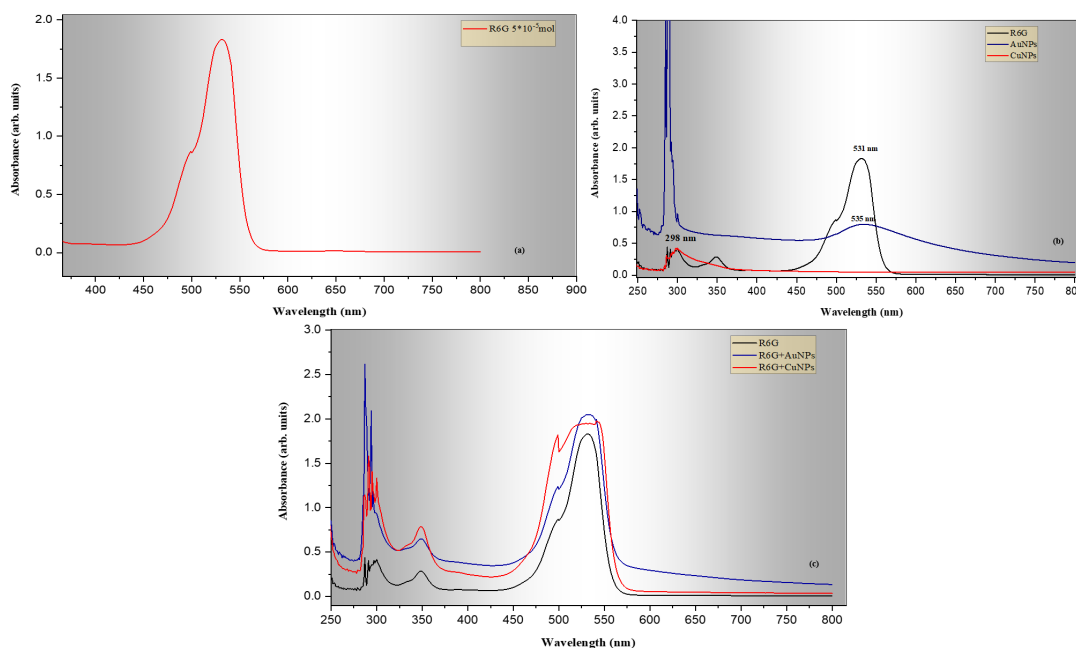 R6G 5*10⁻⁵mol
2.0
1.5
1.0
0.5
0.0
Absorbance (arb. units)
400 450 500 550 600 650 700 750 800 850 900
Wavelength (nm)
(a)
R6G
AuNPs
CuNPs
4.0
3.5
3.0
2.5
2.0
1.5
1.0
0.5
0.0
Absorbance (arb. units)
531 nm
535 nm
298 nm
250 300 350 400 450 500 550 600 650 700 750 800
Wavelength (nm)
(b)
R6G
R6G+AuNPs
R6G+CuNPs
3.0
2.5
2.0
1.5
1.0
0.5
0.0
Absorbance (arb. units)
250 300 350 400 450 500 550 600 650 700 750 800
Wavelength (nm)
(c)